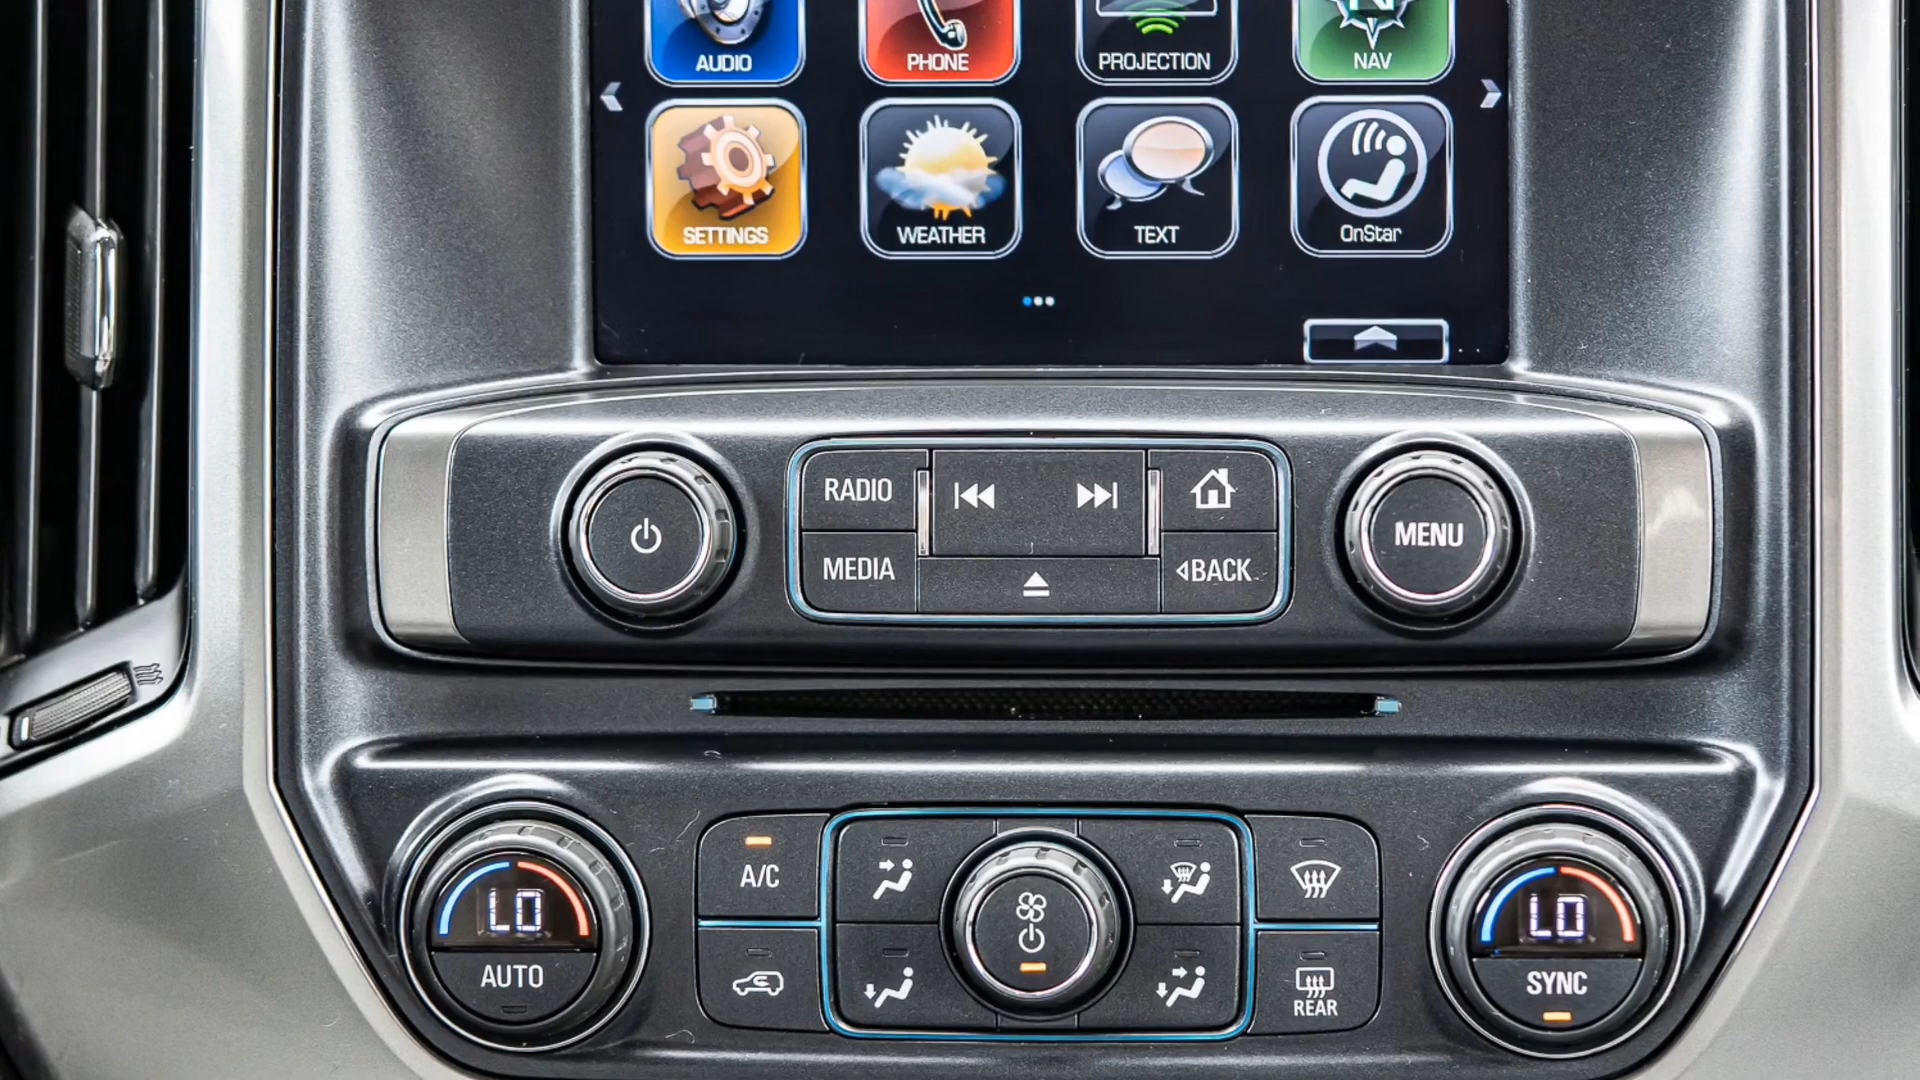 AUDIO
PHONE
PROJECTION
NAV
SETTINGS
WEATHER
TEXT
OnStar
RADIO
MEDIA
BACK
MENU
LO
AUTO
A/C
REAR
LO
SYNC